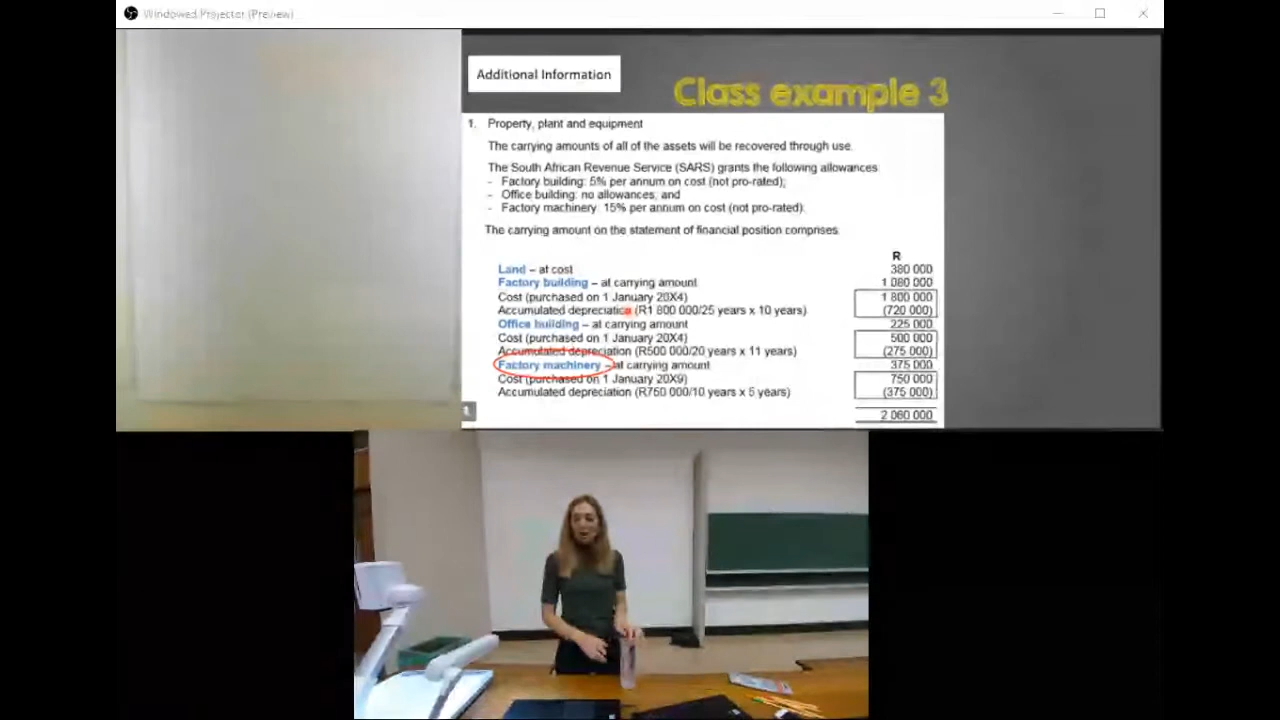 Windowed Projector (Preview)
Additional Information
Class example 3
1. Property, plant and equipment
The carrying amounts of all of the assets will be recovered through use.
The South African Revenue Service (SARS) grants the following allowances
- Factory building: 5% per annum on cost (not pro-rated);
- Office building: no allowances; and
- Factory machinery: 15% per annum on cost (not pro-rated).
The carrying amount on the statement of financial position comprises
R
Land – at cost 380 000
Factory building – at carrying amount 1 080 000
Cost (purchased on 1 January 20X4) 1 800 000
Accumulated depreciation (R1 800 000/25 years x 10 years) (720 000)
Office building – at carrying amount 225 000
Cost (purchased on 1 January 20X4) 500 000
Accumulated depreciation (R500 000/20 years x 11 years) (275 000)
Factory machinery – at carrying amount 375 000
Cost (purchased on 1 January 20X9) 750 000
Accumulated depreciation (R750 000/10 years x 5 years) (375 000)
2 060 000